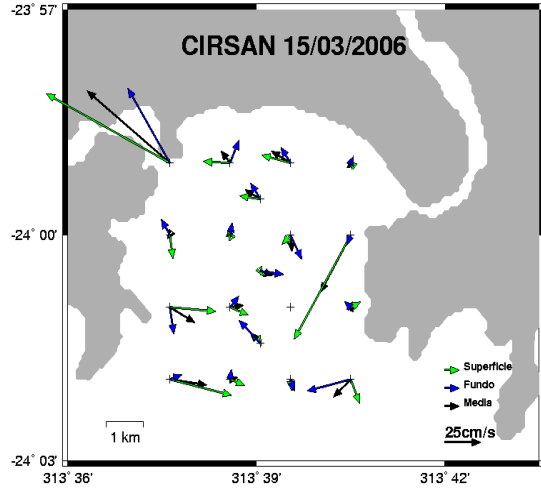 -23° 57'
CIRSAN 15/03/2006
-24° 00'
Superficie
Fundo
Media
25cm/s
1 km
-24° 03'
313° 36'
313° 39'
313° 42'